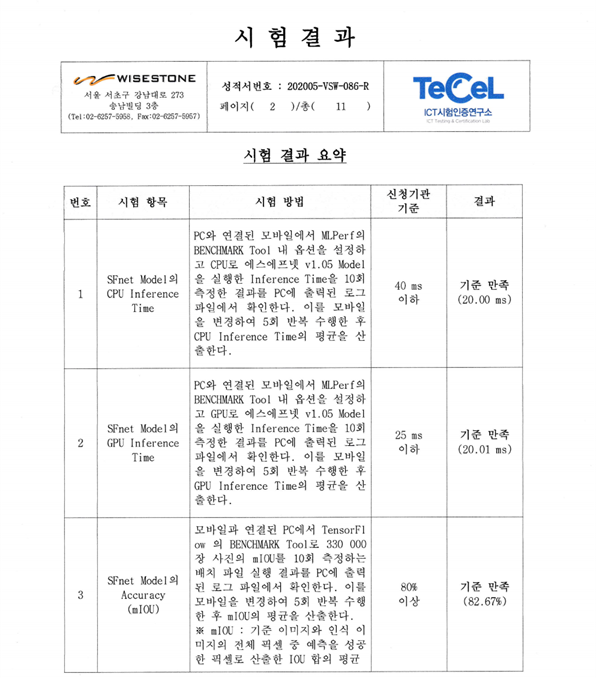 시 험 결 과
WISESTONE
서울 서초구 강남대로 273
송남빌딩 3층
(Tel:02-6257-5958, Fax:02-6257-5957)
성적서번호 : 202005-VSW-086-R
페이지( 2 )/총( 11 )
TeCeL
ICT시험인증연구소
ICT Testing & Certification Lab
시험 결과 요약
번호
시험 항목
시험 방법
신청기관
기준
결과
1
SFnet Model의
CPU Inference
Time
PC와 연결된 모바일에서 MLPerf의
BENCHMARK Tool 내 옵션을 설정하
고 CPU로 에스에프넷 v1.05 Model
을 실행한 Inference Time을 10회
측정한 결과를 PC에 출력된 로그
파일에서 확인한다. 이를 모바일
을 변경하여 5회 반복 수행한 후
CPU Inference Time의 평균을 산
출한다.
40 ms
이하
기준 만족
(20.00 ms)
2
SFnet Model의
GPU Inference
Time
PC와 연결된 모바일에서 MLPerf의
BENCHMARK Tool 내 옵션을 설정하
고 GPU로 에스에프넷 v1.05 Model
을 실행한 Inference Time을 10회
측정한 결과를 PC에 출력된 로그
파일에서 확인한다. 이를 모바일
을 변경하여 5회 반복 수행한 후
GPU Inference Time의 평균을 산
출한다.
25 ms
이하
기준 만족
(20.01 ms)
3
SFnet Model의
Accuracy
(mIOU)
모바일과 연결된 PC에서 TensorFl
ow 의 BENCHMARK Tool로 330 000
장 사진의 mIOU를 10회 측정하는
배치 파일 실행 결과를 PC에 출력
된 로그 파일에서 확인한다. 이를
모바일을 변경하여 5회 반복 수행
한 후 mIOU의 평균을 산출한다.
※ mIOU : 기준 이미지와 인식 이
미지의 전체 픽셀 중 예측을 성공
한 픽셀로 산출한 IOU 합의 평균
80%
이상
기준 만족
(82.67%)